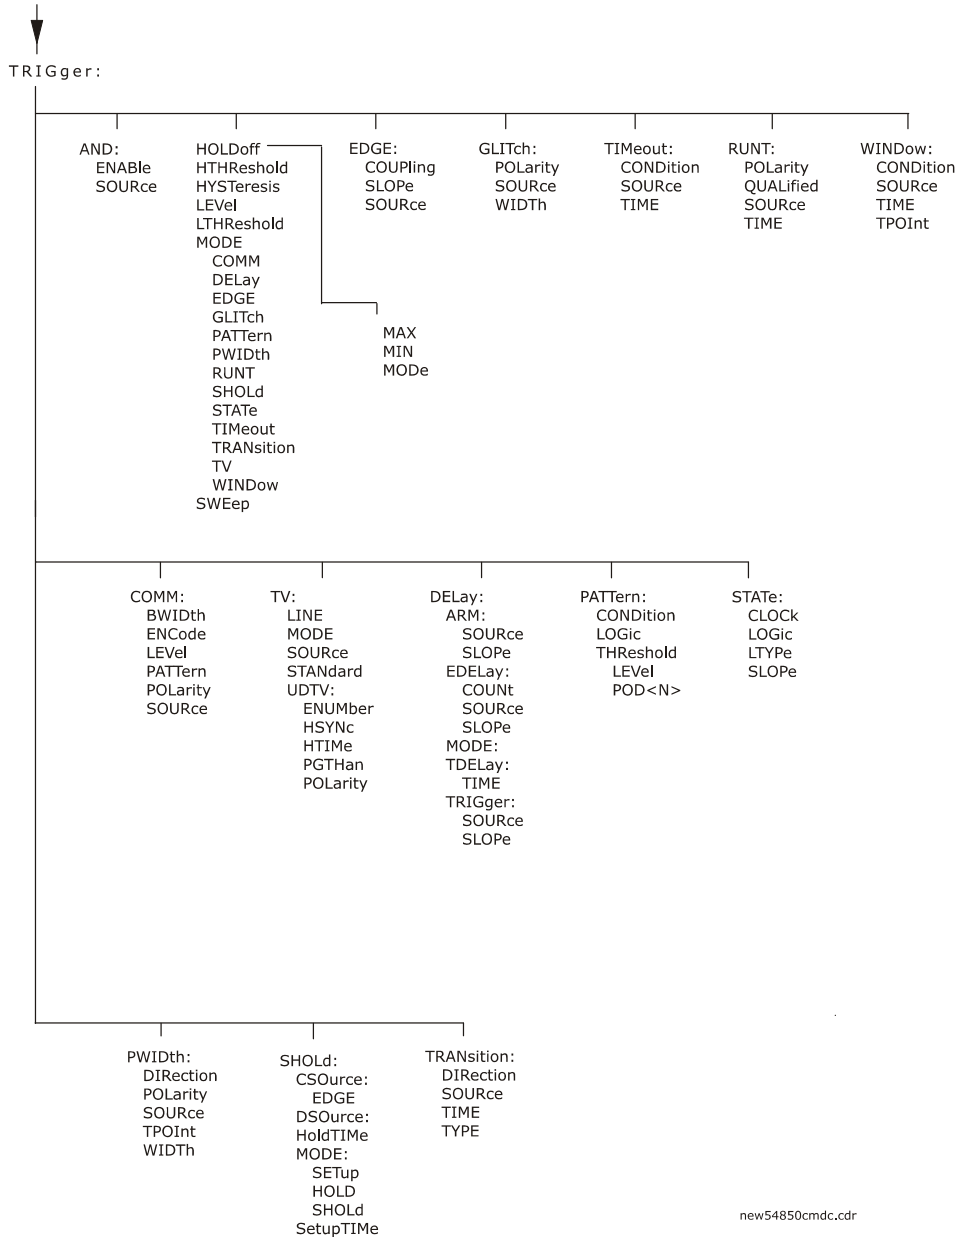 TRIGger:
AND:
ENABle
SOURce
HOLDoff
HTHReshold
HYSTeresis
LEVel
LTHReshold
MODE
COMM
DELay
EDGE
GLITch
PATTern
PWIDth
RUNT
SHOLd
STATe
TIMeout
TRANsition
TV
WINDow
SWEep
MAX
MIN
MODe
EDGE:
COUPling
SLOPe
SOURce
GLITch:
POLarity
SOURce
WIDTh
TIMeout:
CONDition
SOURce
TIME
RUNT:
POLarity
QUALified
SOURce
TIME
WINDow:
CONDition
SOURce
TIME
TPOInt
COMM:
BWIDth
ENCode
LEVel
PATTern
POLarity
SOURce
TV:
LINE
MODE
SOURce
STANdard
UDTV:
ENUMber
HSYNc
HTIMe
PGTHan
POLarity
DELay:
ARM:
SOURce
SLOPe
EDELay:
COUNt
SOURce
SLOPe
MODE:
TDELay:
TIME
TRIGger:
SOURce
SLOPe
PATTern:
CONDition
LOGic
THReshold
LEVel
POD<N>
STATe:
CLOCk
LOGic
LTYPe
SLOPe
PWIDth:
DIRection
POLarity
SOURce
TPOInt
WIDTh
SHOLd:
CSOurce:
EDGE
DSOurce:
HoldTIMe
MODE:
SETup
HOLD
SHOLd
SetupTIMe
TRANsition:
DIRection
SOURce
TIME
TYPE
new54850cmdc.cdr